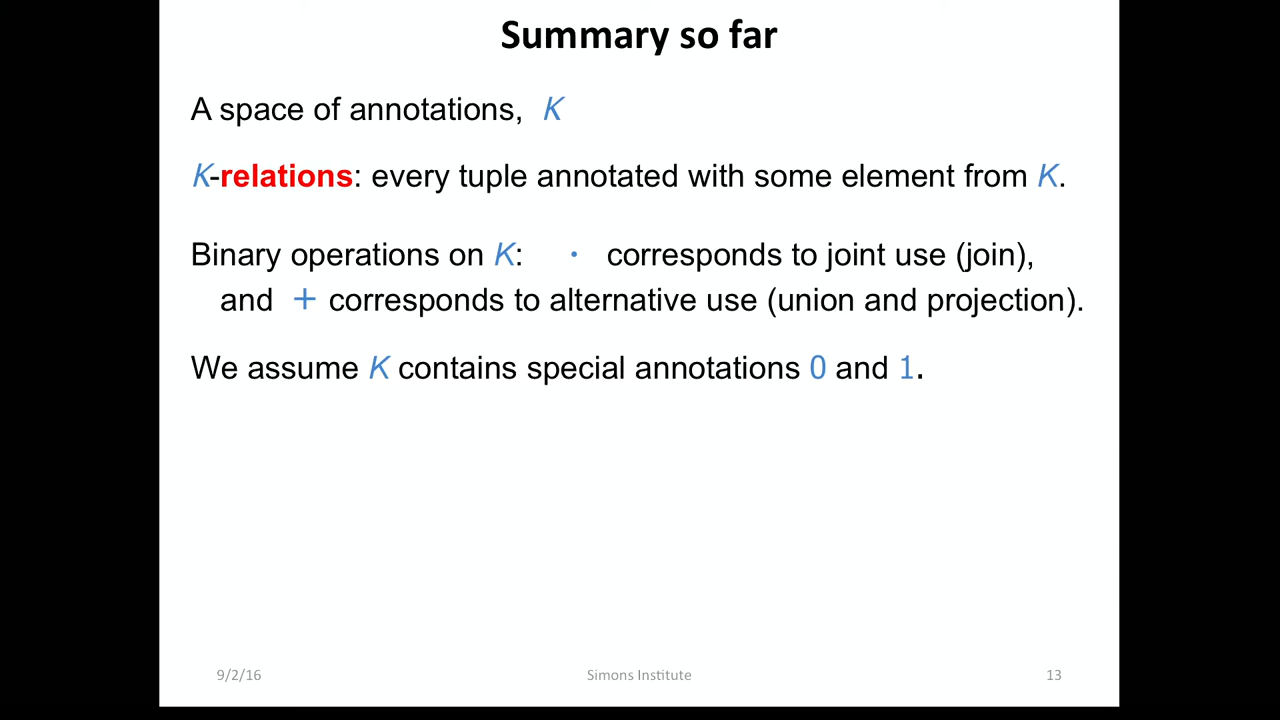 Summary so far
A space of annotations, K
K-relations: every tuple annotated with some element from K.
Binary operations on K: · corresponds to joint use (join),
and + corresponds to alternative use (union and projection).
We assume K contains special annotations 0 and 1.
9/2/16 Simons Institute 13